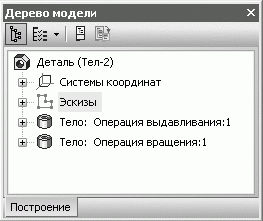 Дерево модели
Деталь (Тел-2)
Системы координат
Эскизы
Тело: Операция выдавливания:1
Тело: Операция вращения:1
Построение